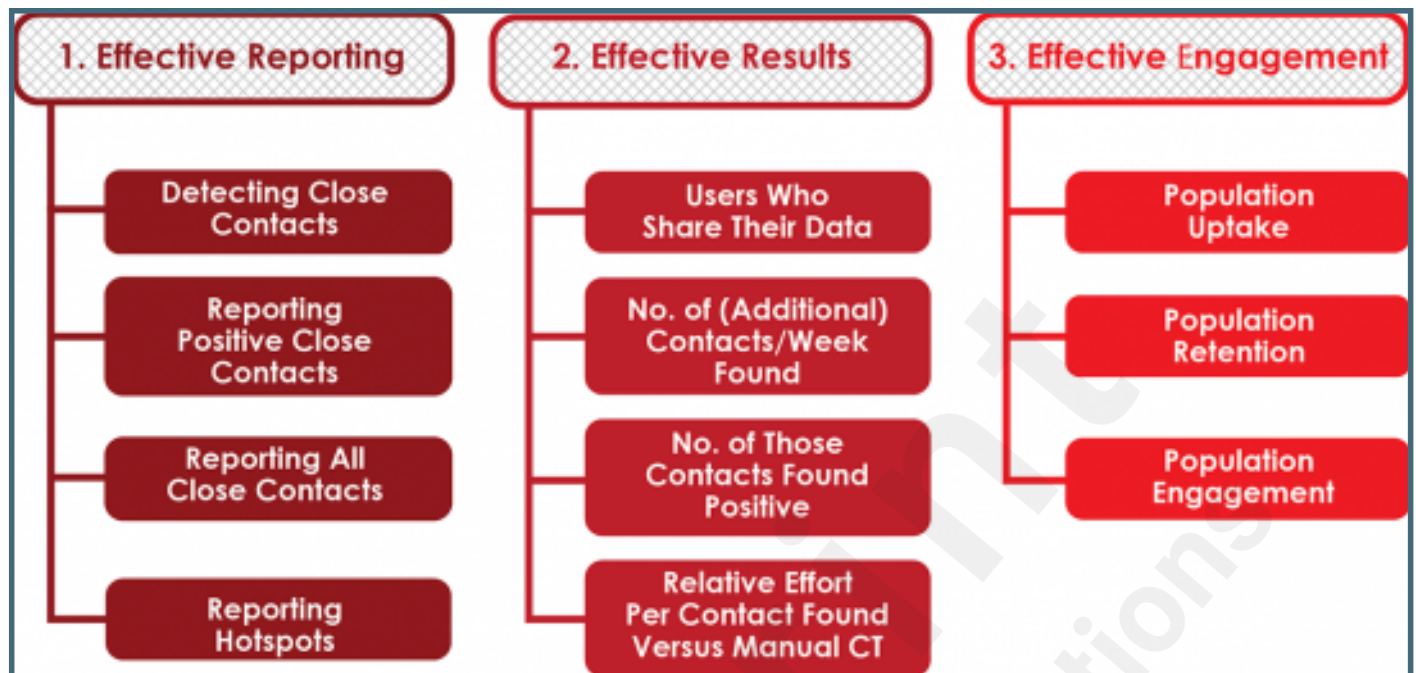 1. Effective Reporting
Detecting Close
Contacts
Reporting
Positive Close
Contacts
Reporting All
Close Contacts
Reporting
Hotspots
2. Effective Results
Users Who
Share Their Data
No. of (Additional)
Contacts/Week
Found
No. of Those
Contacts Found
Positive
Relative Effort
Per Contact Found
Versus Manual CT
3. Effective Engagement
Population
Uptake
Population
Retention
Population
Engagement